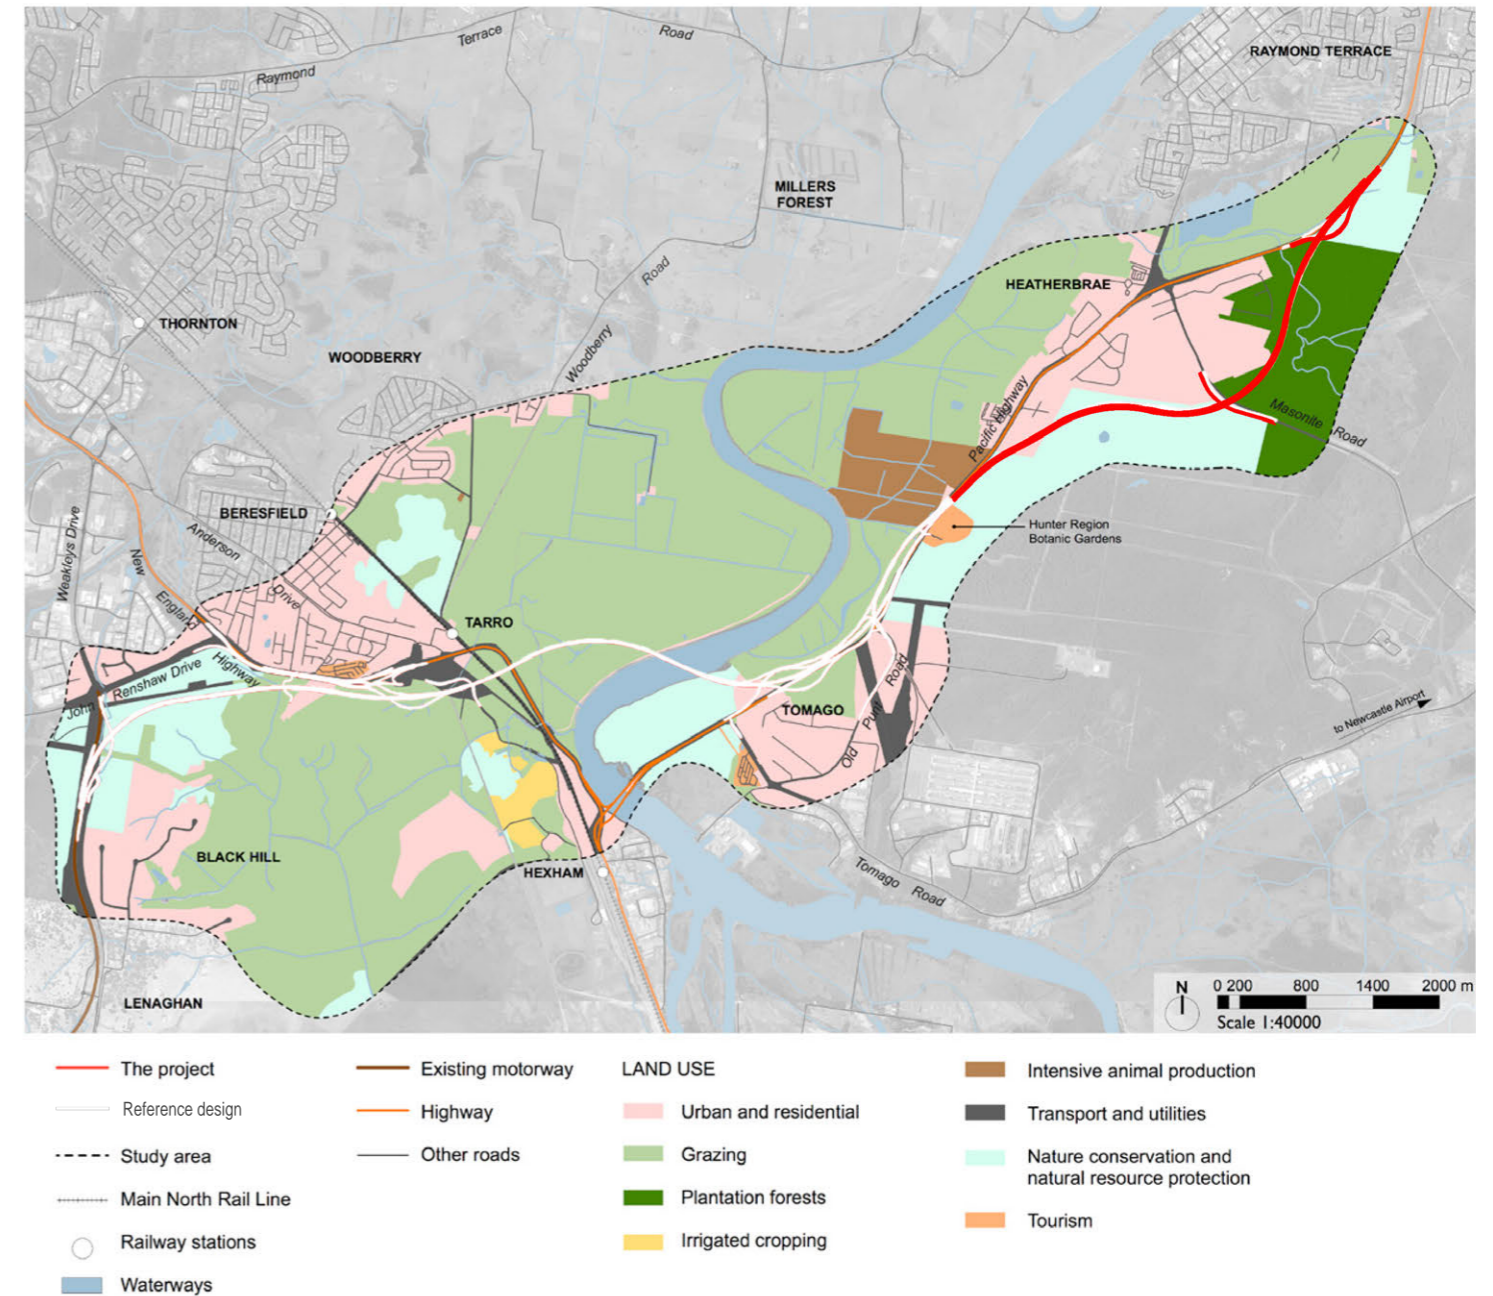 RAYMOND TERRACE
Terrace
Road
Raymond
MILLERS
FOREST
Road
HEATHERBRAE
THORNTON
WOODBERRY
Woodberry
Pacific Highway
Masonite
Road
BERESFIELD
Anderson
Drive
Weakleys Drive
New
England
Highway
Hunter Region
Botanic Gardens
TARRO
John
Renshaw Drive
TOMAGO
Old
Punt
Road
to Newcastle Airport
BLACK HILL
HEXHAM
Tomago
Road
LENAGHAN
N
0 200
800
1400
2000 m
Scale 1:40000
The project
Reference design
Study area
Main North Rail Line
Railway stations
Waterways
Existing motorway
Highway
Other roads
LAND USE
Urban and residential
Grazing
Plantation forests
Irrigated cropping
Intensive animal production
Transport and utilities
Nature conservation and
natural resource protection
Tourism